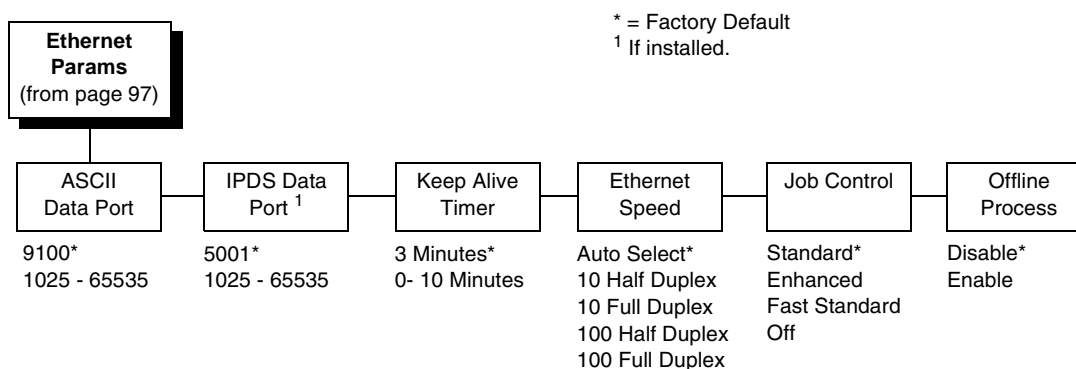 * = Factory Default
1 If installed.
Ethernet
Params
(from page 97)
ASCII
Data Port
9100*
1025 - 65535
IPDS Data
Port 1
5001*
1025 - 65535
Keep Alive
Timer
3 Minutes*
0- 10 Minutes
Ethernet
Speed
Auto Select*
10 Half Duplex
10 Full Duplex
100 Half Duplex
100 Full Duplex
Job Control
Standard*
Enhanced
Fast Standard
Off
Offline
Process
Disable*
Enable